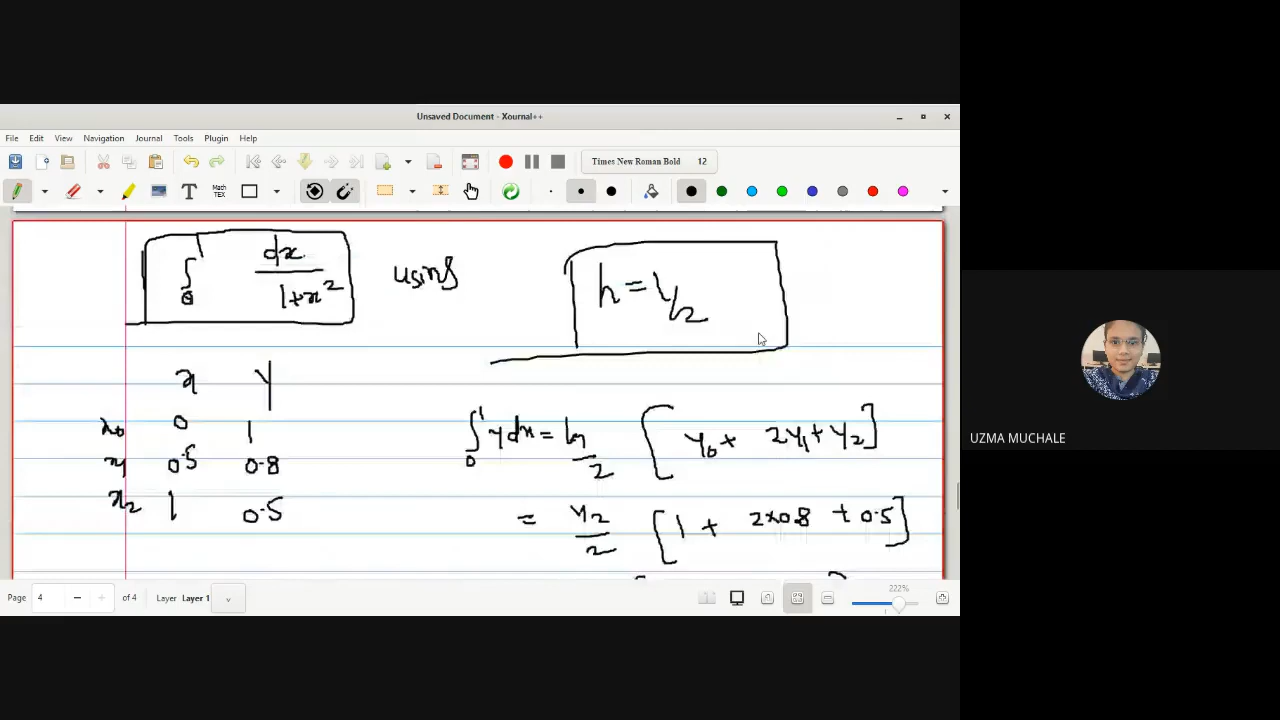 Unsaved Document - Xournal++
File Edit View Navigation Journal Tools Plugin Help
Times New Roman Bold 12
∫₀¹ dx/(1+x²) using h = 1/2
x y
x₀ 0 1
x₁ 0.5 0.8
x₂ 1 0.5
∫₀¹ y dx = h/2 [y₀ + 2y₁ + y₂]
= 1/2/2 [1 + 2×0.8 + 0.5]
Page 4 of 4 Layer Layer 1 222%
UZMA MUCHALE